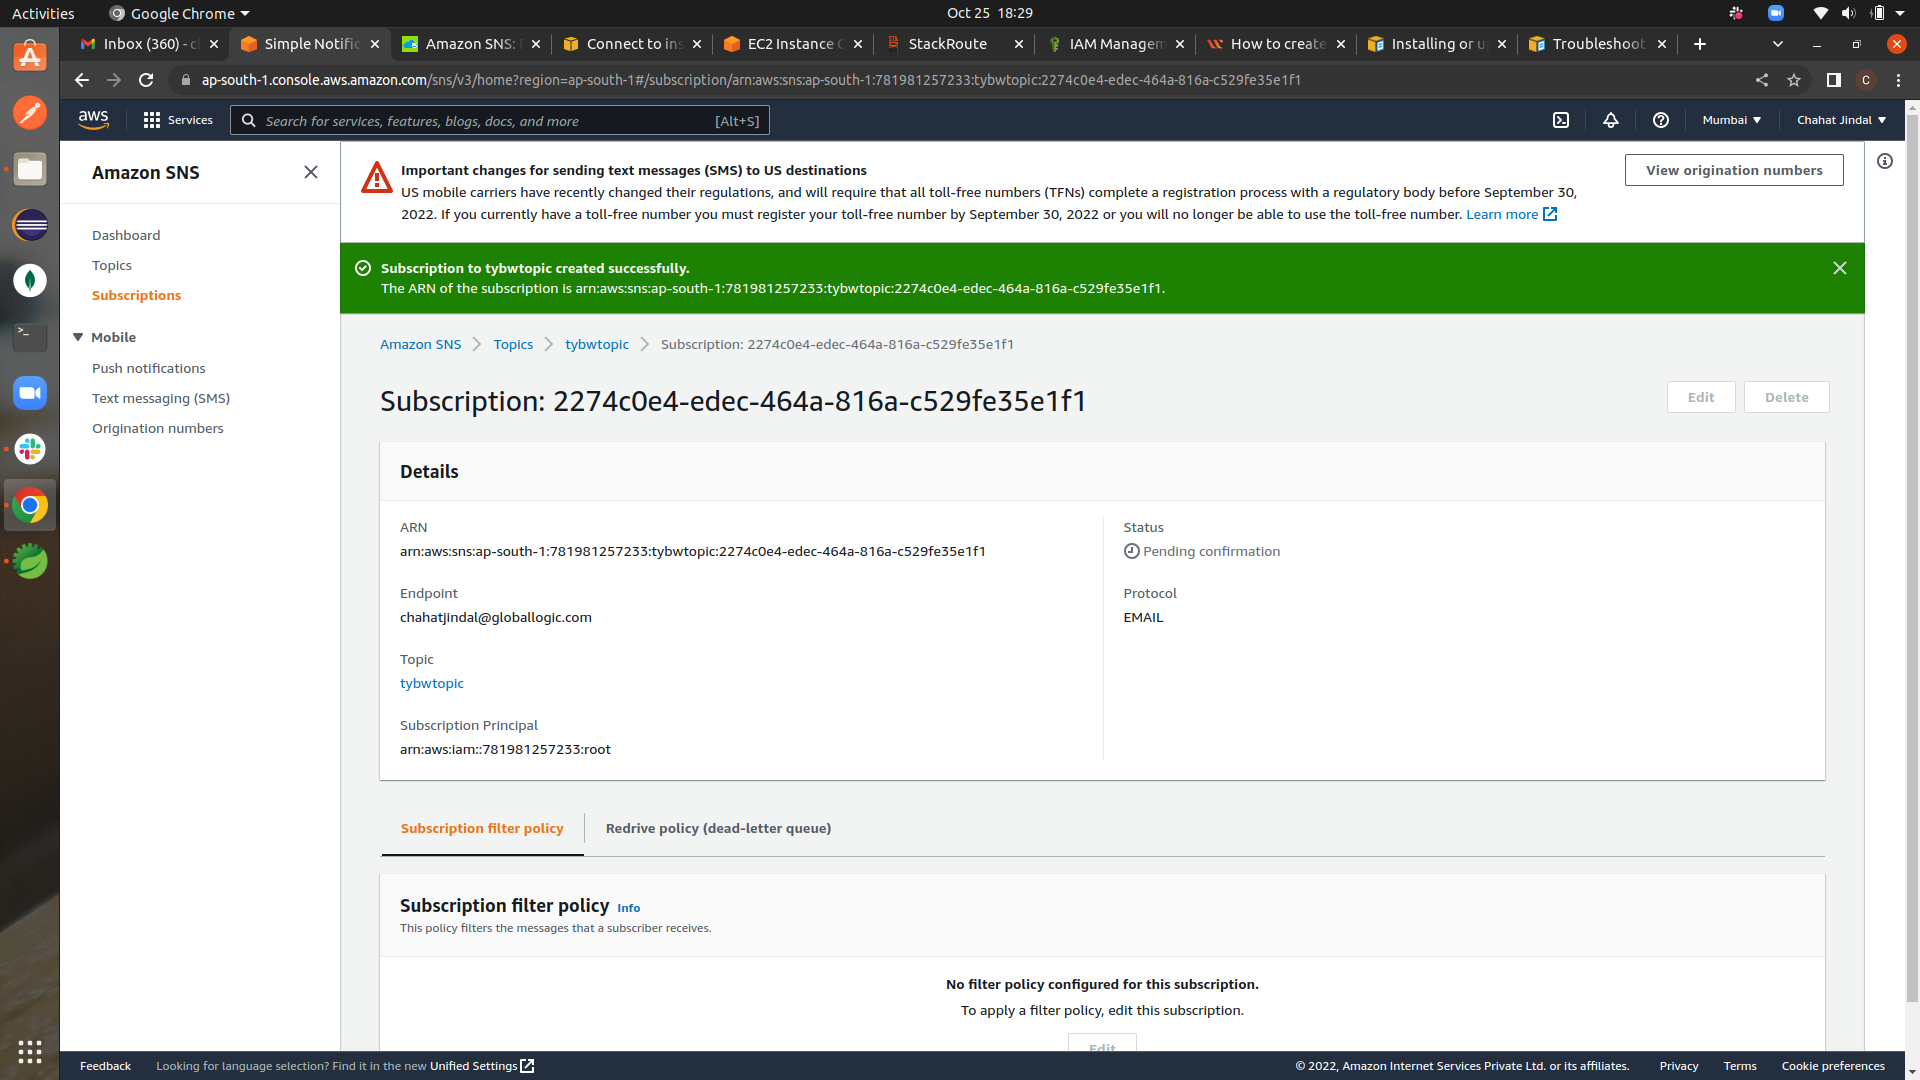 Activities
Google Chrome
Oct 25 18:29
Inbox (360) - c
Simple Notific
Amazon SNS:
Connect to ins
EC2 Instance C
StackRoute
IAM Managem
How to create
Installing or up
Troubleshoot
ap-south-1.console.aws.amazon.com/sns/v3/home?region=ap-south-1#/subscription/arn:aws:sns:ap-south-1:781981257233:tybwtopic:2274c0e4-edec-464a-816a-c529fe35e1f1
C
aws
Services
Search for services, features, blogs, docs, and more
[Alt+S]
Mumbai
Chahat Jindal
Amazon SNS
Dashboard
Topics
Subscriptions
Mobile
Push notifications
Text messaging (SMS)
Origination numbers
Important changes for sending text messages (SMS) to US destinations
US mobile carriers have recently changed their regulations, and will require that all toll-free numbers (TFNs) complete a registration process with a regulatory body before September 30,
2022. If you currently have a toll-free number you must register your toll-free number by September 30, 2022 or you will no longer be able to use the toll-free number. Learn more
View origination numbers
Subscription to tybwtopic created successfully.
The ARN of the subscription is arn:aws:sns:ap-south-1:781981257233:tybwtopic:2274c0e4-edec-464a-816a-c529fe35e1f1.
Amazon SNS
Topics
tybwtopic
Subscription: 2274c0e4-edec-464a-816a-c529fe35e1f1
Subscription: 2274c0e4-edec-464a-816a-c529fe35e1f1
Edit
Delete
Details
ARN
arn:aws:sns:ap-south-1:781981257233:tybwtopic:2274c0e4-edec-464a-816a-c529fe35e1f1
Endpoint
chahatjindal@globallogic.com
Topic
tybwtopic
Subscription Principal
arn:aws:iam::781981257233:root
Status
Pending confirmation
Protocol
EMAIL
Subscription filter policy
Redrive policy (dead-letter queue)
Subscription filter policy Info
This policy filters the messages that a subscriber receives.
No filter policy configured for this subscription.
To apply a filter policy, edit this subscription.
Edit
Feedback
Looking for language selection? Find it in the new Unified Settings
© 2022, Amazon Internet Services Private Ltd. or its affiliates.
Privacy
Terms
Cookie preferences